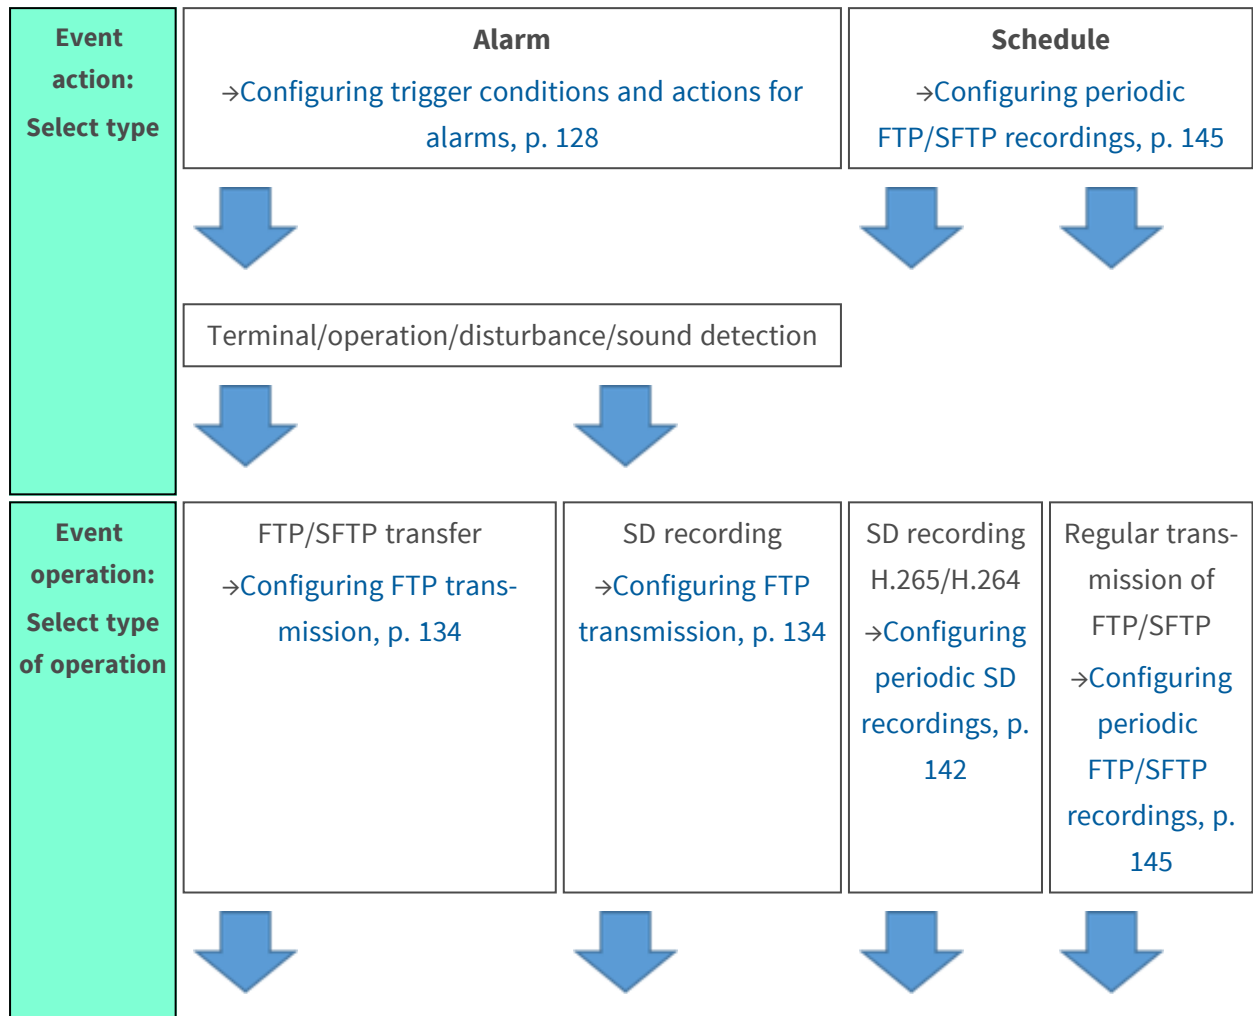 Event
action:
Select type
Alarm
→Configuring trigger conditions and actions for
alarms, p. 128
Schedule
→Configuring periodic
FTP/SFTP recordings, p. 145
Terminal/operation/disturbance/sound detection
Event
operation:
Select type
of operation
FTP/SFTP transfer
→Configuring FTP trans-
mission, p. 134
SD recording
→Configuring FTP
transmission, p. 134
SD recording
H.265/H.264
→Configuring
periodic SD
recordings, p.
142
Regular trans-
mission of
FTP/SFTP
→Configuring
periodic
FTP/SFTP
recordings, p.
145